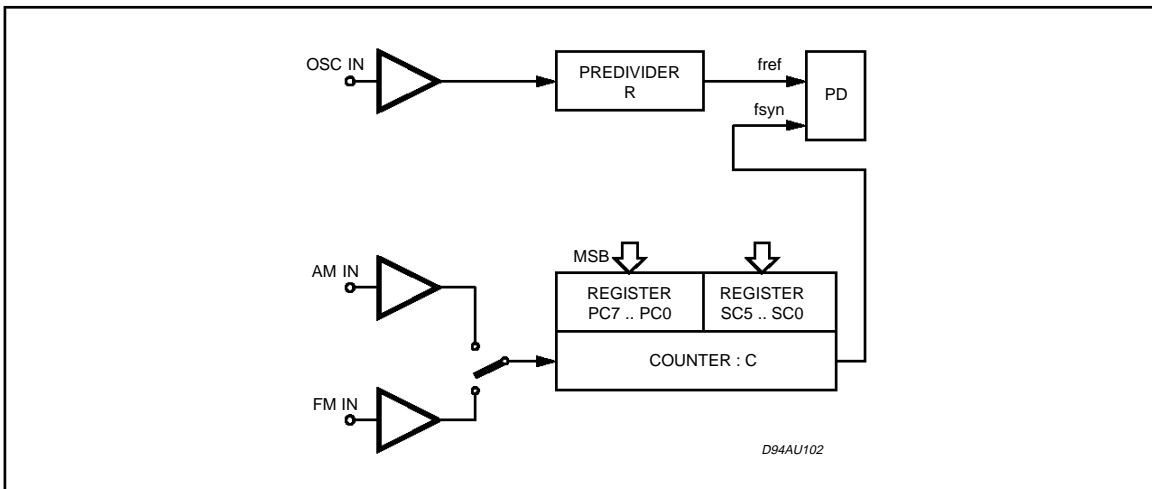 OSC IN
PREDIVIDER
R
fref
PD
fsyn
AM IN
MSB
REGISTER
PC7 .. PC0
REGISTER
SC5 .. SC0
COUNTER : C
FM IN
D94AU102